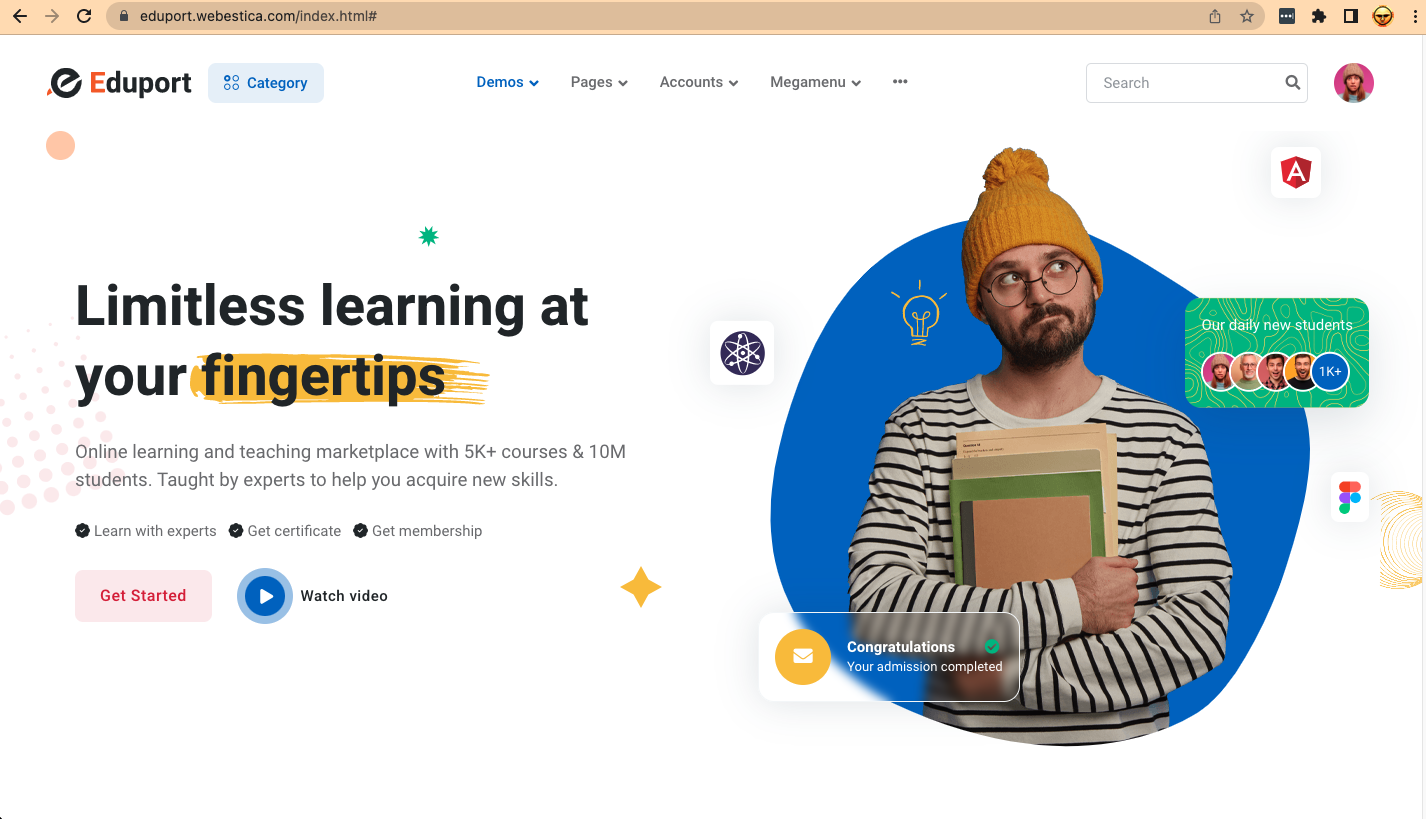 eduport.webestica.com/index.html#
Eduport
Category
Demos
Pages
Accounts
Megamenu
Search
Limitless learning at
your fingertips
Online learning and teaching marketplace with 5K+ courses & 10M
students. Taught by experts to help you acquire new skills.
Learn with experts
Get certificate
Get membership
Get Started
Watch video
Our daily new students
1K+
Congratulations
Your admission completed